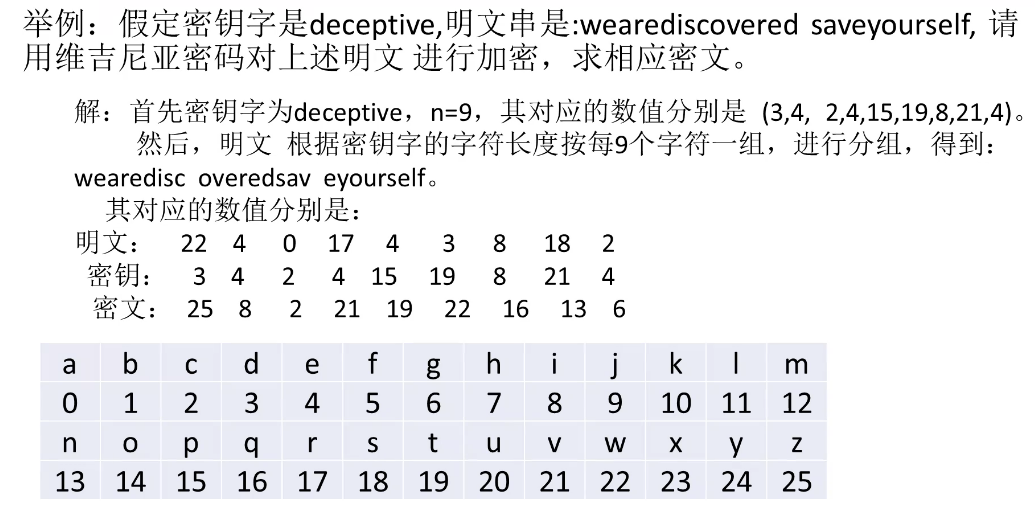 举例：假定密钥字是deceptive,明文串是:wearediscovered saveyourself, 请
用维吉尼亚密码对上述明文 进行加密，求相应密文。
解：首先密钥字为deceptive，n=9，其对应的数值分别是 (3,4, 2,4,15,19,8,21,4)。
然后，明文 根据密钥字的字符长度按每9个字符一组，进行分组，得到：
wearedisc overedsav eyourself。
其对应的数值分别是：
明文： 22 4 0 17 4 3 8 18 2
密钥： 3 4 2 4 15 19 8 21 4
密文： 25 8 2 21 19 22 16 13 6
a b c d e f g h i j k l m
0 1 2 3 4 5 6 7 8 9 10 11 12
n o p q r s t u v w x y z
13 14 15 16 17 18 19 20 21 22 23 24 25